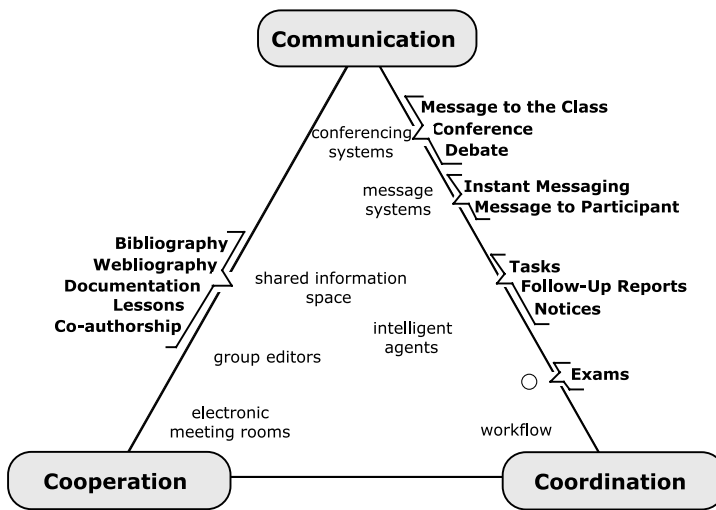 Communication
Message to the Class
Conference
Debate
conferencing
systems
Instant Messaging
Message to Participant
message
systems
Bibliography
Webliography
Documentation
Lessons
Co-authorship
shared information
space
Tasks
Follow-Up Reports
Notices
intelligent
agents
group editors
Exams
electronic
meeting rooms
workflow
Cooperation
Coordination